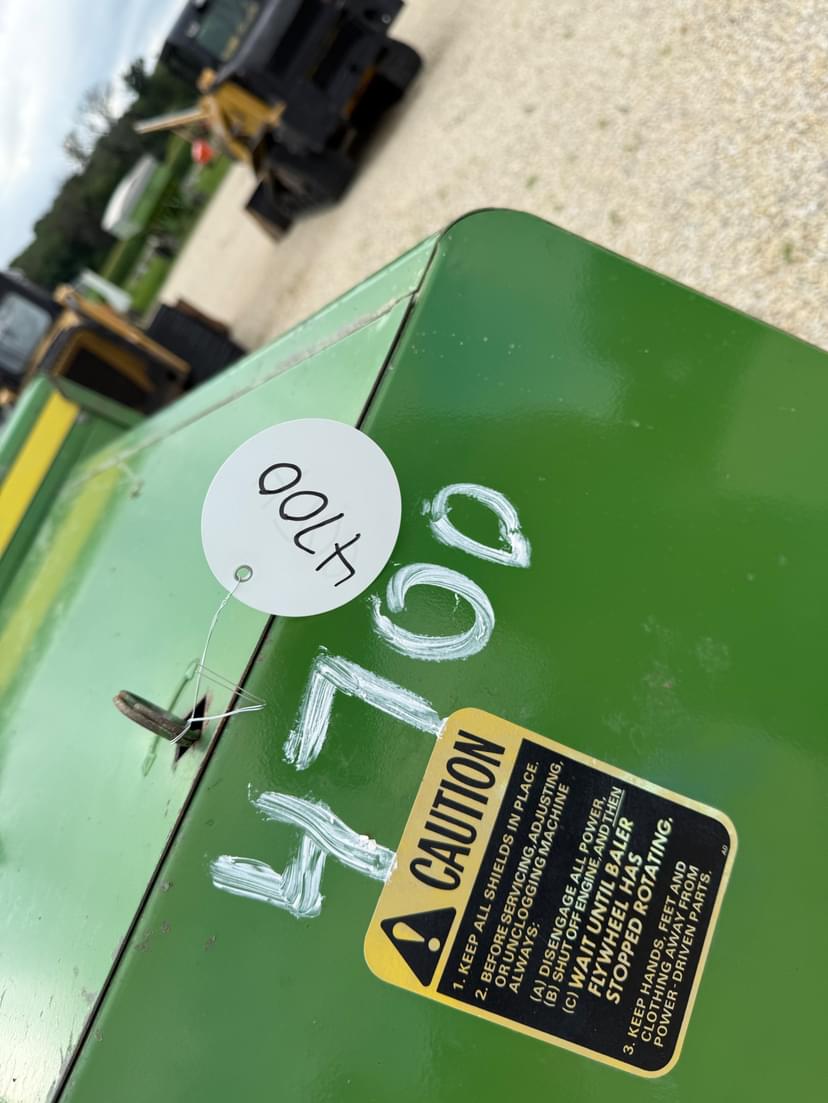 4700
4700
CAUTION
1. KEEP ALL SHIELDS IN PLACE.
2. BEFORE SERVICING, ADJUSTING,
OR UNCLOGGING MACHINE
ALWAYS:
(A) DISENGAGE ALL POWER,
(B) SHUT OFF ENGINE, AND THEN
(C) WAIT UNTIL BALER
FLYWHEEL HAS
STOPPED ROTATING.
3. KEEP HANDS, FEET AND
CLOTHING AWAY FROM
POWER-DRIVEN PARTS.